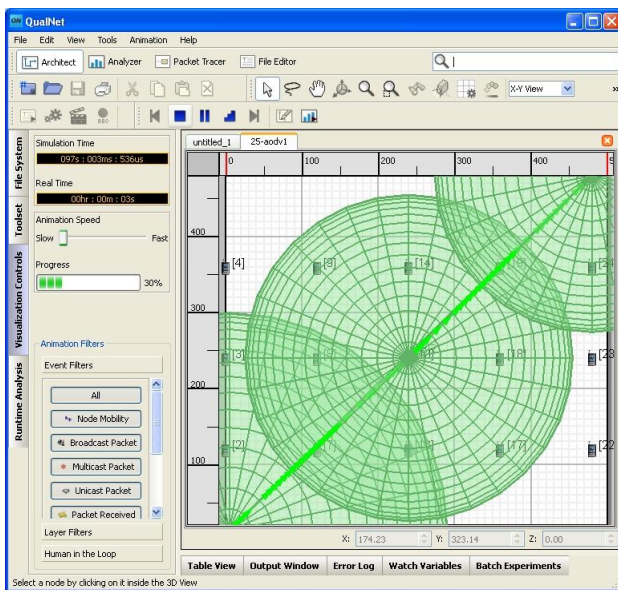 QualNet
File Edit View Tools Animation Help
Architect Analyzer Packet Tracer File Editor
X-Y View
REC
File System
Toolset
Visualization Controls
Runtime Analysis
Simulation Time
097s : 003ms : 536us
Real Time
00hr : 00m : 03s
Animation Speed
Slow Fast
Progress
30%
Animation Filters
Event Filters
All
Node Mobility
Broadcast Packet
Multicast Packet
Unicast Packet
Packet Received
Layer Filters
Human in the Loop
untitled_1 25-aodv1
0 100 200 300 400
400
300
200
100
[4] [9] [14]
[3] [18]
[2] [17]
X: 174.23 Y: 323.14 Z: 0.00
Table View Output Window Error Log Watch Variables Batch Experiments
Select a node by clicking on it inside the 3D View